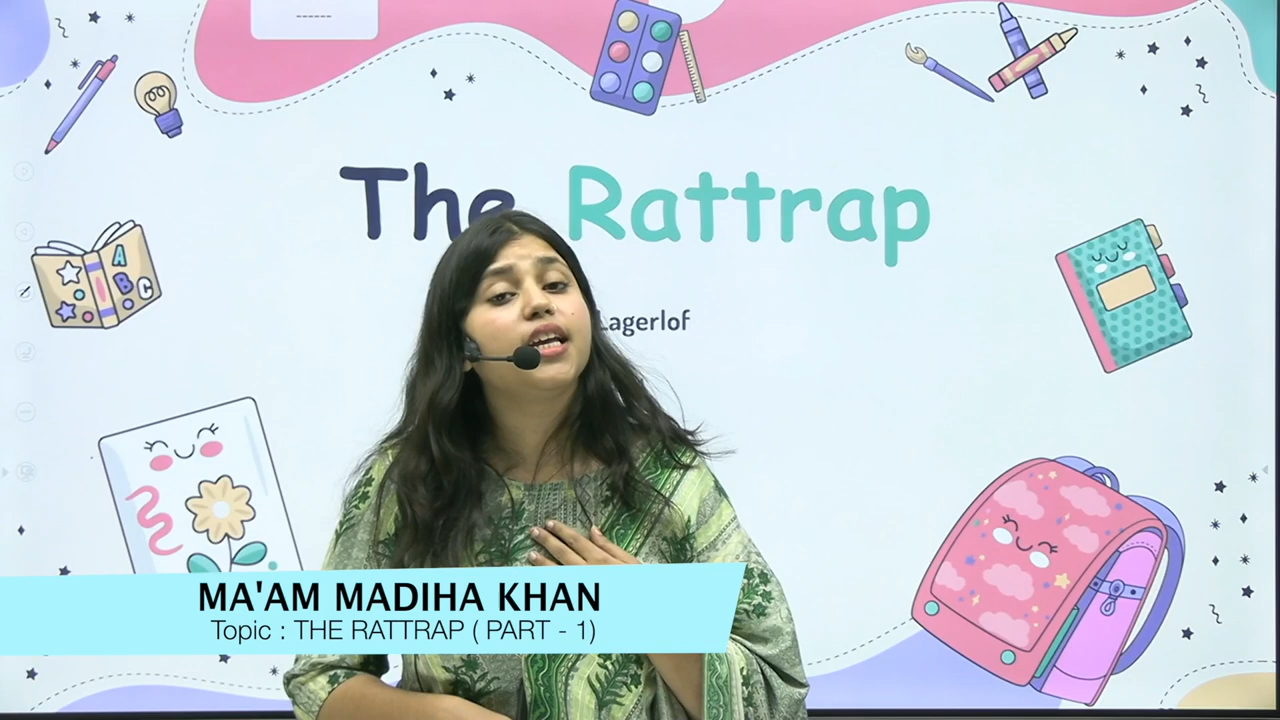 ------
The Rattrap
Lagerlof
A
B
C
MA'AM MADIHA KHAN
Topic : THE RATTRAP ( PART - 1)